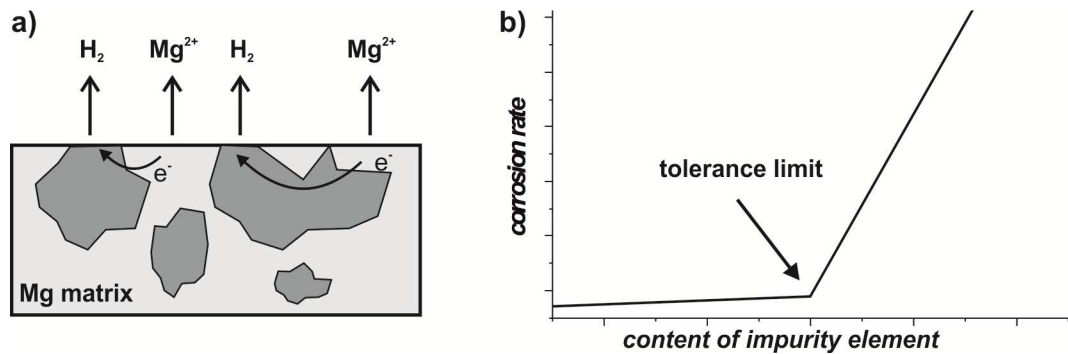 a)
H₂ Mg²⁺ H₂ Mg²⁺
e⁻ e⁻
Mg matrix
b)
corrosion rate
tolerance limit
content of impurity element